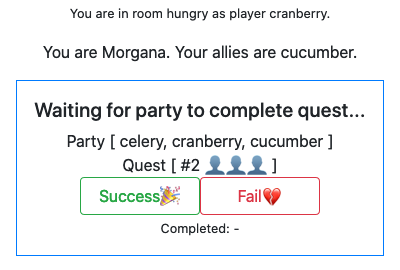 You are in room hungry as player cranberry.
You are Morgana. Your allies are cucumber.
Waiting for party to complete quest...
Party [ celery, cranberry, cucumber ]
Quest [ #2 👤👤👤 ]
Success🎉 Fail💔
Completed: -